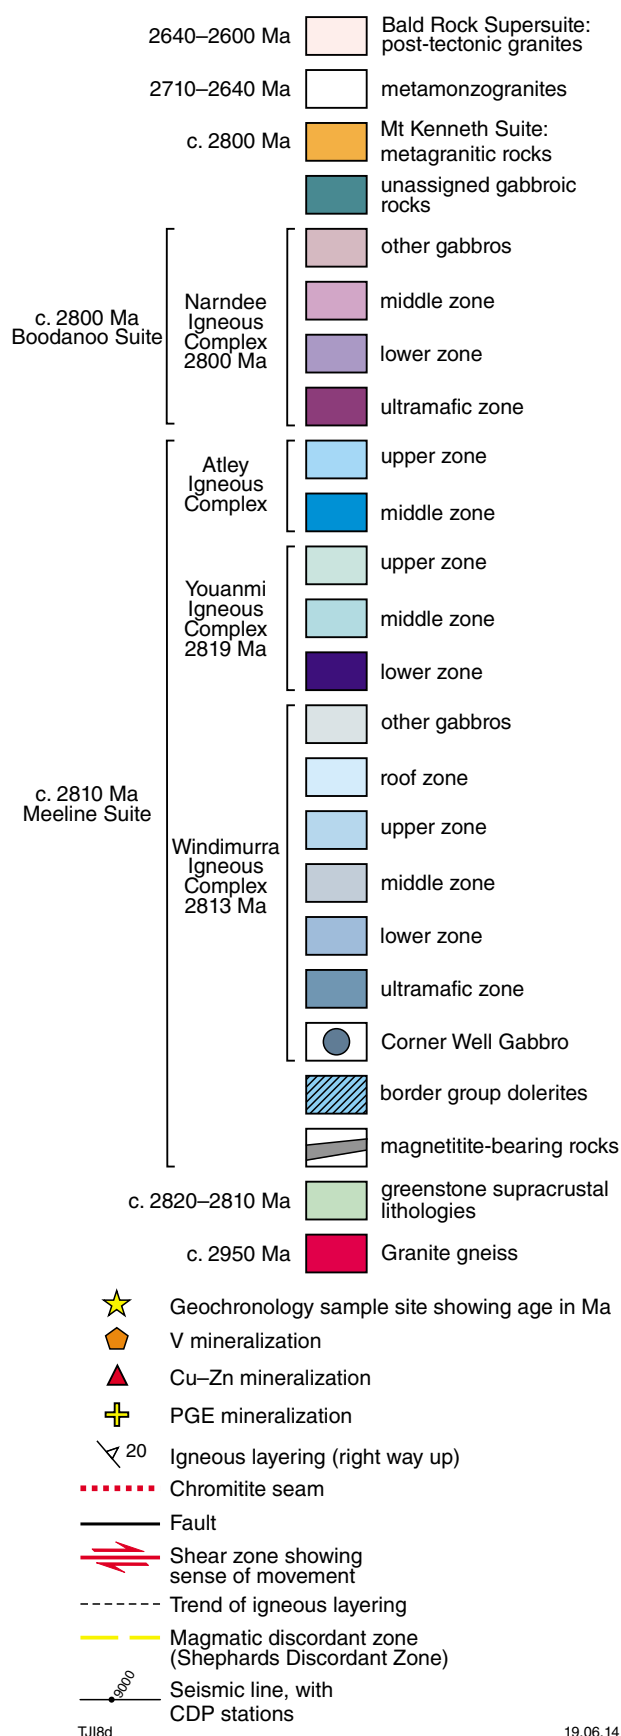 2640–2600 Ma
Bald Rock Supersuite:
post-tectonic granites
2710–2640 Ma
metamonzogranites
c. 2800 Ma
Mt Kenneth Suite:
metagranitic rocks
unassigned gabbroic
rocks
c. 2800 Ma
Boodanoo Suite
Narndee
Igneous
Complex
2800 Ma
other gabbros
middle zone
lower zone
ultramafic zone
c. 2810 Ma
Meeline Suite
Atley
Igneous
Complex
upper zone
middle zone
Youanmi
Igneous
Complex
2819 Ma
upper zone
middle zone
lower zone
Windimurra
Igneous
Complex
2813 Ma
other gabbros
roof zone
upper zone
middle zone
lower zone
ultramafic zone
Corner Well Gabbro
border group dolerites
magnetitite-bearing rocks
c. 2820–2810 Ma
greenstone supracrustal
lithologies
c. 2950 Ma
Granite gneiss
Geochronology sample site showing age in Ma
V mineralization
Cu–Zn mineralization
PGE mineralization
20
Igneous layering (right way up)
Chromitite seam
Fault
Shear zone showing
sense of movement
Trend of igneous layering
Magmatic discordant zone
(Shephards Discordant Zone)
9000
Seismic line, with
CDP stations
TJI8d
19.06.14